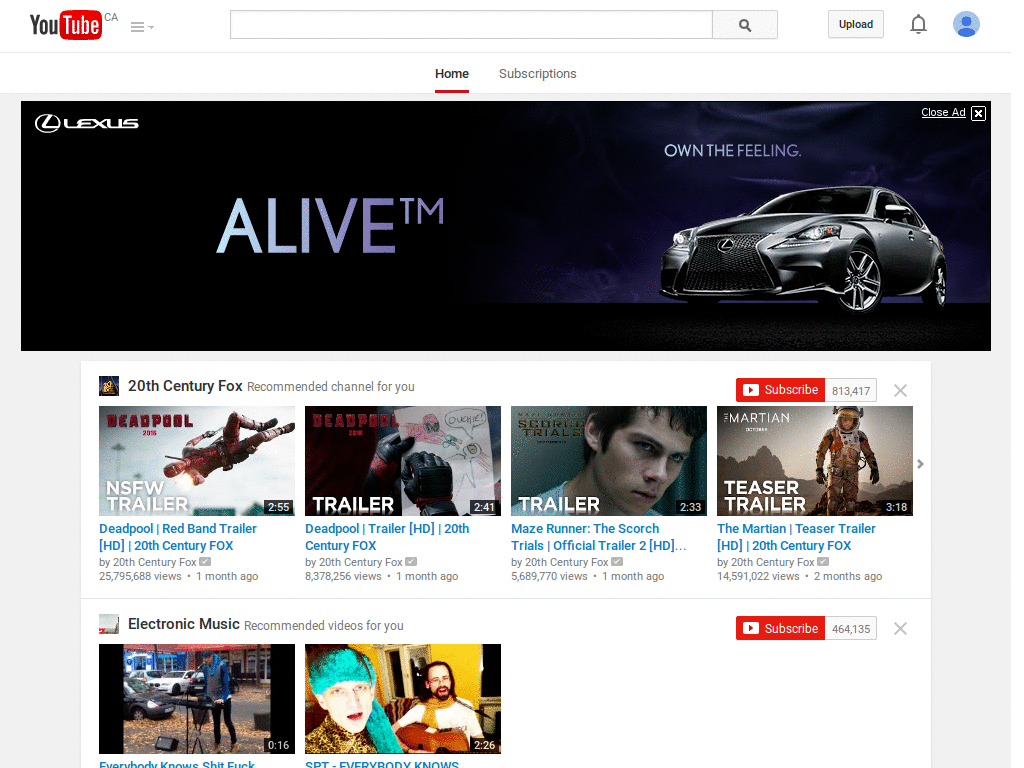 YouTube CA
Upload
Home Subscriptions
LEXUS
Close Ad X
OWN THE FEELING.
ALIVE™
20th Century Fox Recommended channel for you
Subscribe 813,417
DEADPOOL
2016
NSFW
TRAILER
2:55
DEADPOOL
2016
OUCHIE!
TRAILER
2:41
MAZE RUNNER
SCORCH
TRIALS
TRAILER
2:33
THE MARTIAN
OCTOBER
TEASER
TRAILER
3:18
Deadpool | Red Band Trailer
[HD] | 20th Century FOX
by 20th Century Fox
25,795,688 views • 1 month ago
Deadpool | Trailer [HD] | 20th
Century FOX
by 20th Century Fox
8,378,256 views • 1 month ago
Maze Runner: The Scorch
Trials | Official Trailer 2 [HD]...
by 20th Century Fox
5,689,770 views • 1 month ago
The Martian | Teaser Trailer
[HD] | 20th Century FOX
by 20th Century Fox
14,591,022 views • 2 months ago
Electronic Music Recommended videos for you
Subscribe 464,135
0:16
2:26
Everybody Knows Shit Fuck
SPT - EVERYBODY KNOWS